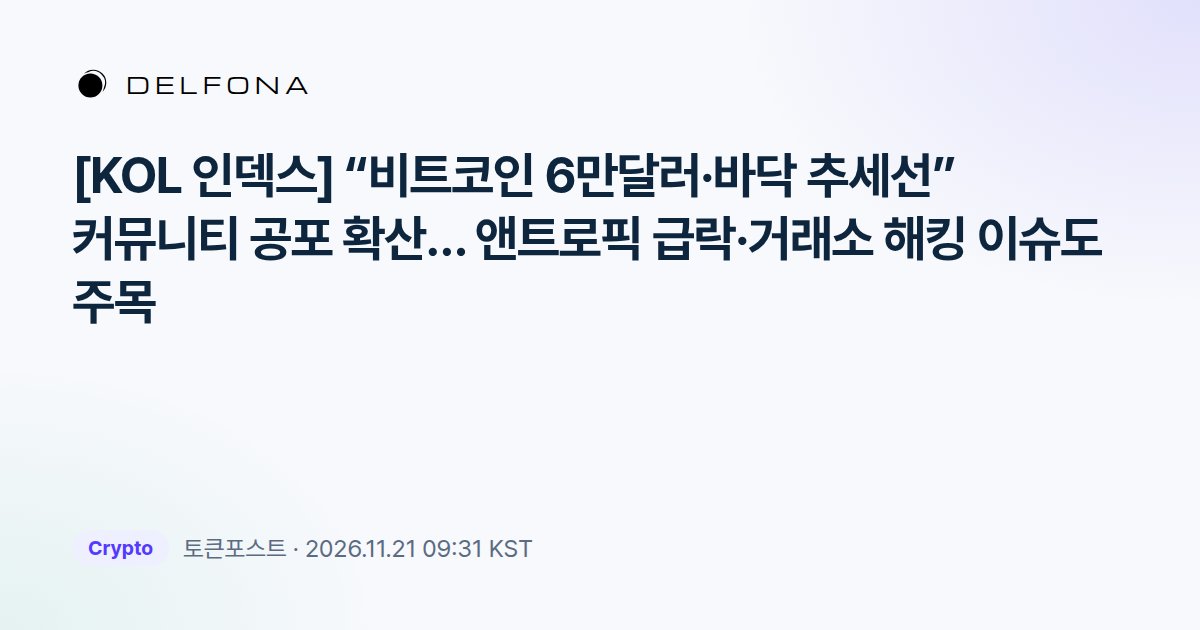 DELFONA
[KOL 인덱스] “비트코인 6만달러·바닥 추세선”
커뮤니티 공포 확산… 앤트로픽 급락·거래소 해킹 이슈도
주목
Crypto 토큰포스트 · 2026.11.21 09:31 KST